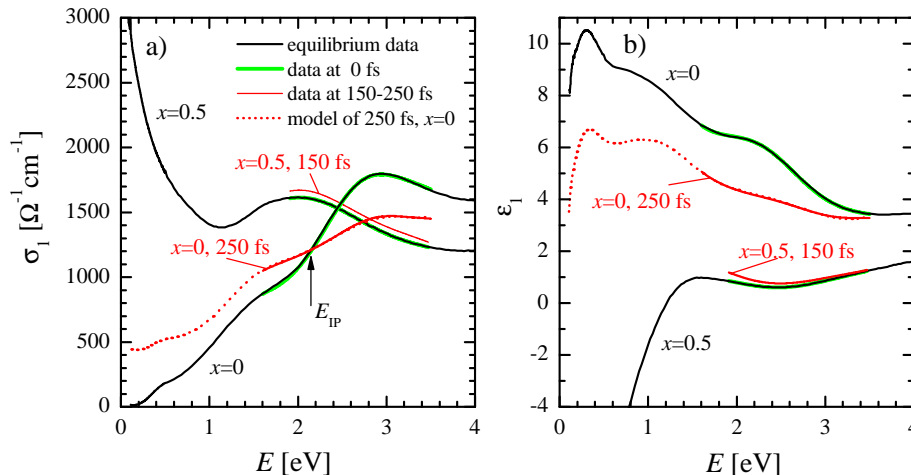 a)
equilibrium data
data at 0 fs
data at 150-250 fs
model of 250 fs, x=0
x=0.5
x=0.5, 150 fs
x=0, 250 fs
E_IP
x=0
3000
2500
2000
1500
1000
500
0
σ₁ [Ω⁻¹cm⁻¹]
0 1 2 3 4
E [eV]
b)
x=0
x=0, 250 fs
x=0.5, 150 fs
x=0.5
10
8
6
4
2
0
-2
-4
ε₁
0 1 2 3 4
E [eV]